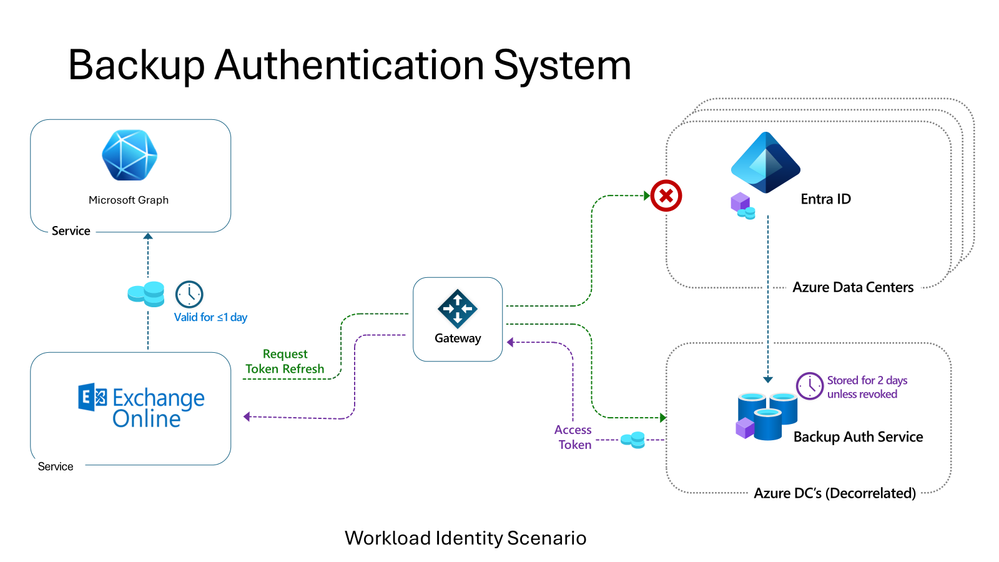 Backup Authentication System
Microsoft Graph
Service
Valid for ≤1 day
E
Exchange
Online
Service
Request
Token Refresh
Gateway
Access
Token
Entra ID
Azure Data Centers
Stored for 2 days
unless revoked
Backup Auth Service
Azure DC's (Decorrelated)
Workload Identity Scenario